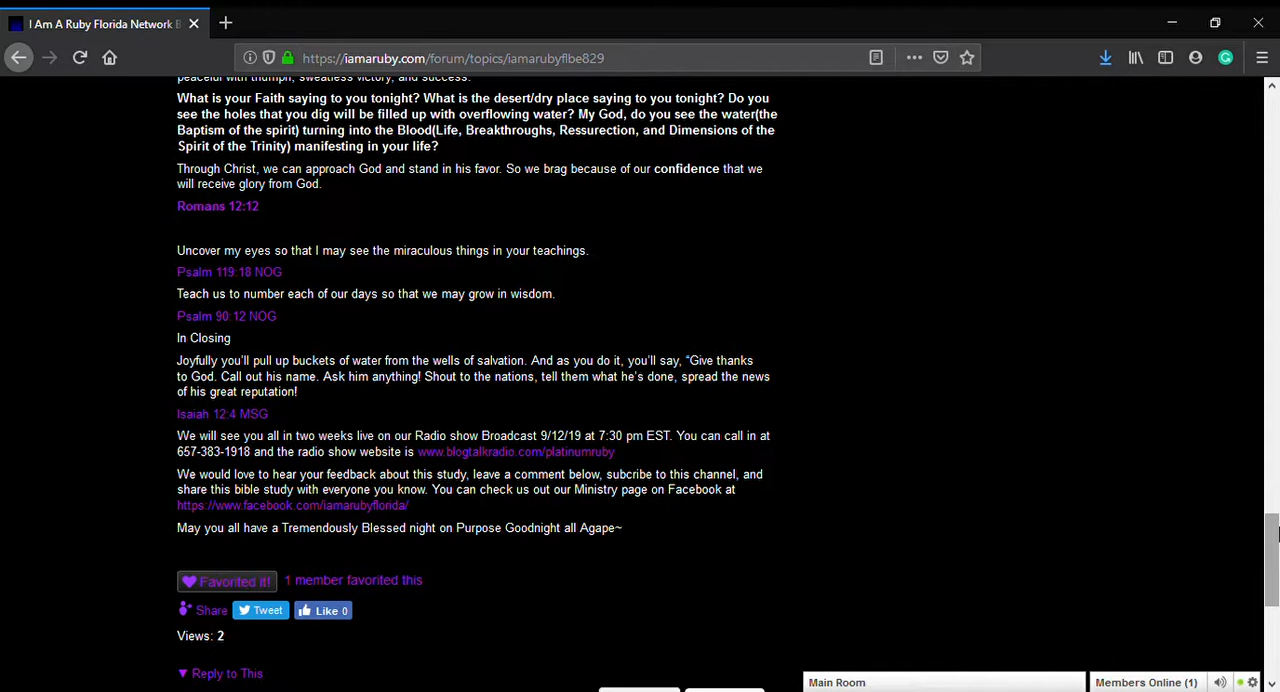 I Am A Ruby Florida Network B
https://iamaruby.com/forum/topics/iamarubyflbe829
peaceful with triumph, sweatless victory, and success.
What is your Faith saying to you tonight? What is the desert/dry place saying to you tonight? Do you
see the holes that you dig will be filled up with overflowing water? My God, do you see the water(the
Baptism of the spirit) turning into the Blood(Life, Breakthroughs, Ressurection, and Dimensions of the
Spirit of the Trinity) manifesting in your life?
Through Christ, we can approach God and stand in his favor. So we brag because of our confidence that we
will receive glory from God.
Romans 12:12
Uncover my eyes so that I may see the miraculous things in your teachings.
Psalm 119:18 NOG
Teach us to number each of our days so that we may grow in wisdom.
Psalm 90:12 NOG
In Closing
Joyfully you'll pull up buckets of water from the wells of salvation. And as you do it, you'll say, “Give thanks
to God. Call out his name. Ask him anything! Shout to the nations, tell them what he's done, spread the news
of his great reputation!
Isaiah 12:4 MSG
We will see you all in two weeks live on our Radio show Broadcast 9/12/19 at 7:30 pm EST. You can call in at
657-383-1918 and the radio show website is www.blogtalkradio.com/platinumruby
We would love to hear your feedback about this study, leave a comment below, subcribe to this channel, and
share this bible study with everyone you know. You can check us out our Ministry page on Facebook at
https://www.facebook.com/iamarubyflorida/
May you all have a Tremendously Blessed night on Purpose Goodnight all Agape~
Favorited it! 1 member favorited this
Share Tweet Like 0
Views: 2
Reply to This
Main Room Members Online (1)